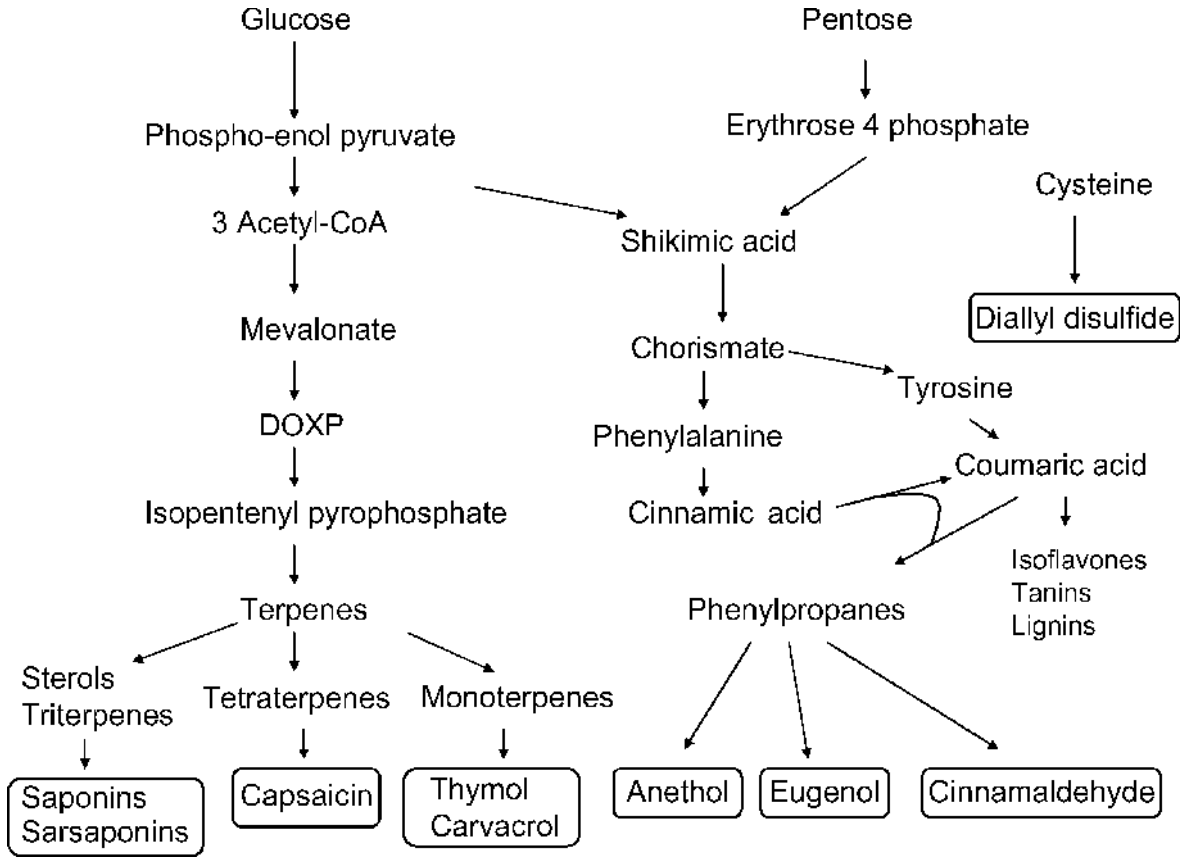 Glucose
Pentose
Phospho-enol pyruvate
Erythrose 4 phosphate
Cysteine
3 Acetyl-CoA
Shikimic acid
Diallyl disulfide
Mevalonate
Chorismate
Tyrosine
DOXP
Phenylalanine
Coumaric acid
Isopentenyl pyrophosphate
Cinnamic acid
Isoflavones
Tanins
Lignins
Terpenes
Phenylpropanes
Sterols
Triterpenes
Tetraterpenes
Monoterpenes
Saponins
Sarsaponins
Capsaicin
Thymol
Carvacrol
Anethol
Eugenol
Cinnamaldehyde